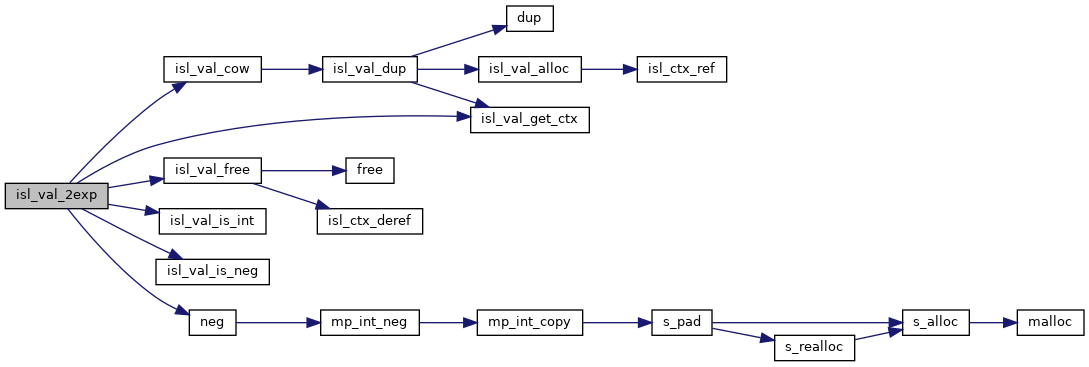 dup
isl_val_cow
isl_val_dup
isl_val_alloc
isl_ctx_ref
isl_val_get_ctx
isl_val_free
free
isl_val_2exp
isl_val_is_int
isl_ctx_deref
isl_val_is_neg
neg
mp_int_neg
mp_int_copy
s_pad
s_alloc
malloc
s_realloc